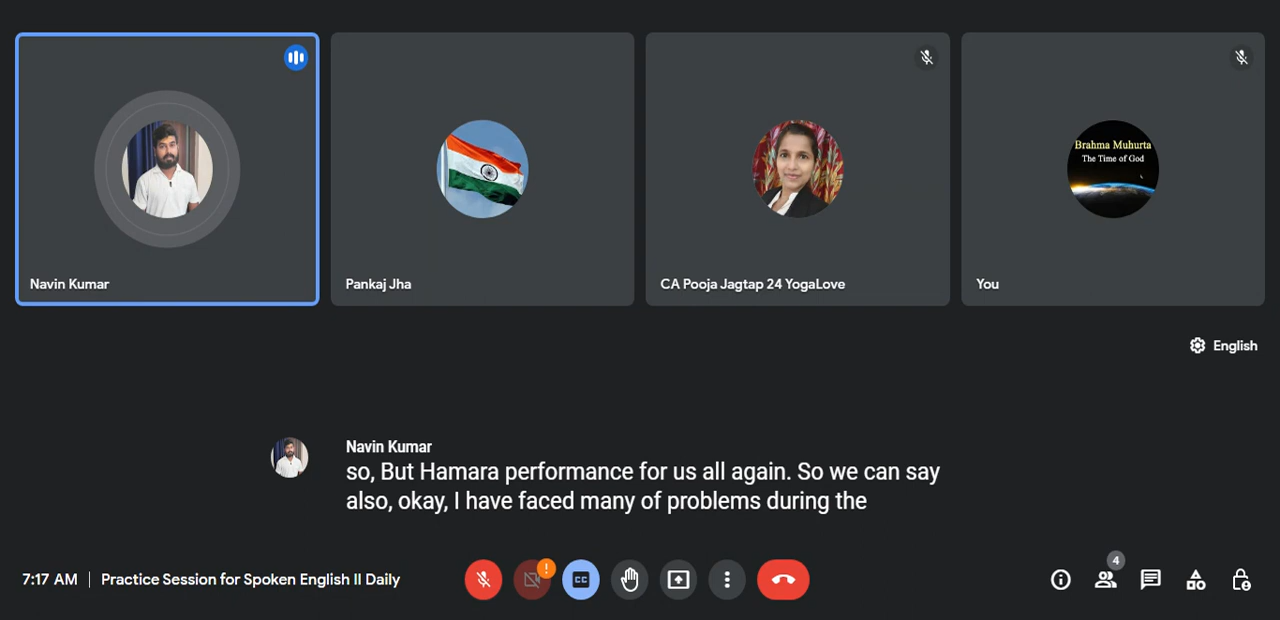 Brahma Muhurta
The Time of God
Navin Kumar
Pankaj Jha
CA Pooja Jagtap 24 YogaLove
You
English
Navin Kumar
so, But Hamara performance for us all again. So we can say
also, okay, I have faced many of problems during the
7:17 AM | Practice Session for Spoken English II Daily
!
CC
4